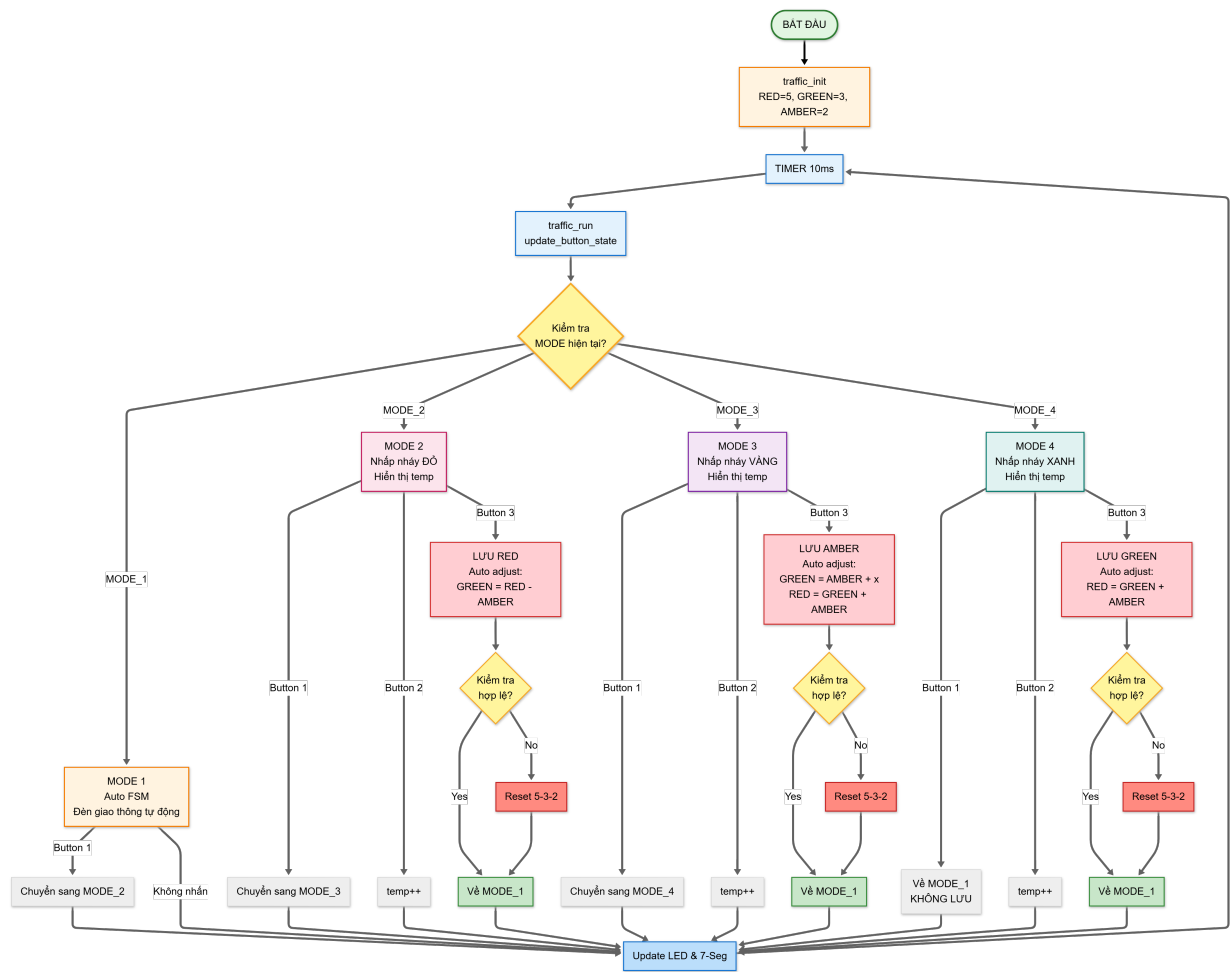 BẮT ĐẦU
traffic_init
RED=5, GREEN=3,
AMBER=2
TIMER 10ms
traffic_run
update_button_state
Kiểm tra
MODE hiện tại?
MODE_2
MODE_3
MODE_4
MODE 2
Nhấp nháy ĐỎ
Hiển thị temp
MODE 3
Nhấp nháy VÀNG
Hiển thị temp
MODE 4
Nhấp nháy XANH
Hiển thị temp
Button 3
Button 3
Button 3
LƯU RED
Auto adjust:
GREEN = RED -
AMBER
LƯU AMBER
Auto adjust:
GREEN = AMBER + x
RED = GREEN +
AMBER
LƯU GREEN
Auto adjust:
RED = GREEN +
AMBER
MODE_1
Button 1
Button 2
Kiểm tra
hợp lệ?
Button 1
Button 2
Kiểm tra
hợp lệ?
Button 1
Button 2
Kiểm tra
hợp lệ?
No
No
No
MODE 1
Auto FSM
Đèn giao thông tự động
Yes
Reset 5-3-2
Yes
Reset 5-3-2
Yes
Reset 5-3-2
Button 1
Không nhấn
Chuyển sang MODE_2
Chuyển sang MODE_3
temp++
Về MODE_1
Chuyển sang MODE_4
temp++
Về MODE_1
Về MODE_1
KHÔNG LƯU
temp++
Về MODE_1
Update LED & 7-Seg